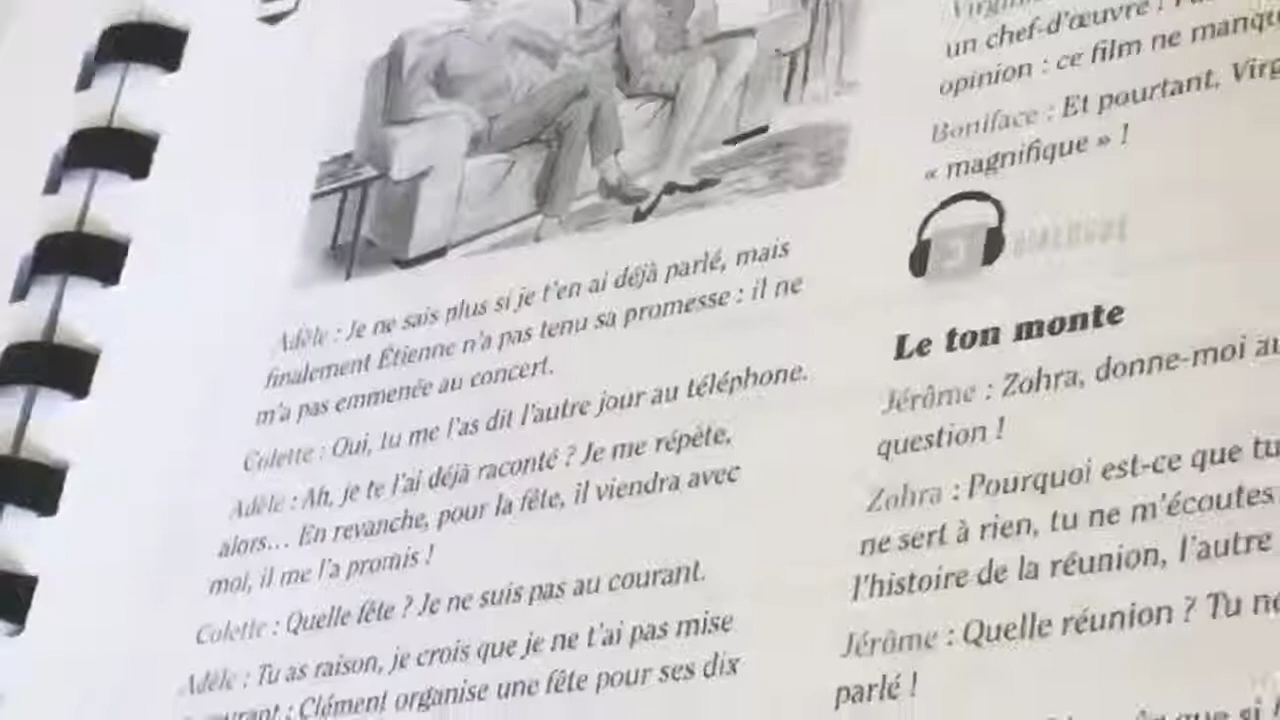 Adèle : Je ne sais plus si je t'en ai déjà parlé, mais
finalement Étienne n'a pas tenu sa promesse : il ne
m'a pas emmenée au concert.
Colette : Oui, tu me l'as dit l'autre jour au téléphone.
Adèle : Ah, je te l'ai déjà raconté ? Je me répète,
alors... En revanche, pour la fête, il viendra avec
moi, il me l'a promis !
Colette : Quelle fête ? Je ne suis pas au courant.
Adèle : Tu as raison, je crois que je ne t'ai pas mise
: Clément organise une fête pour ses dix
un chef-d'œuvre !
opinion : ce film ne
Boniface : Et pourtant,
« magnifique » !
Le ton monte
Jérôme : Zohra, donne-moi
question !
Zohra : Pourquoi est-ce que tu
ne sert à rien, tu ne m'écoutes
l'histoire de la réunion, l'autre
Jérôme : Quelle réunion ? Tu
parlé !